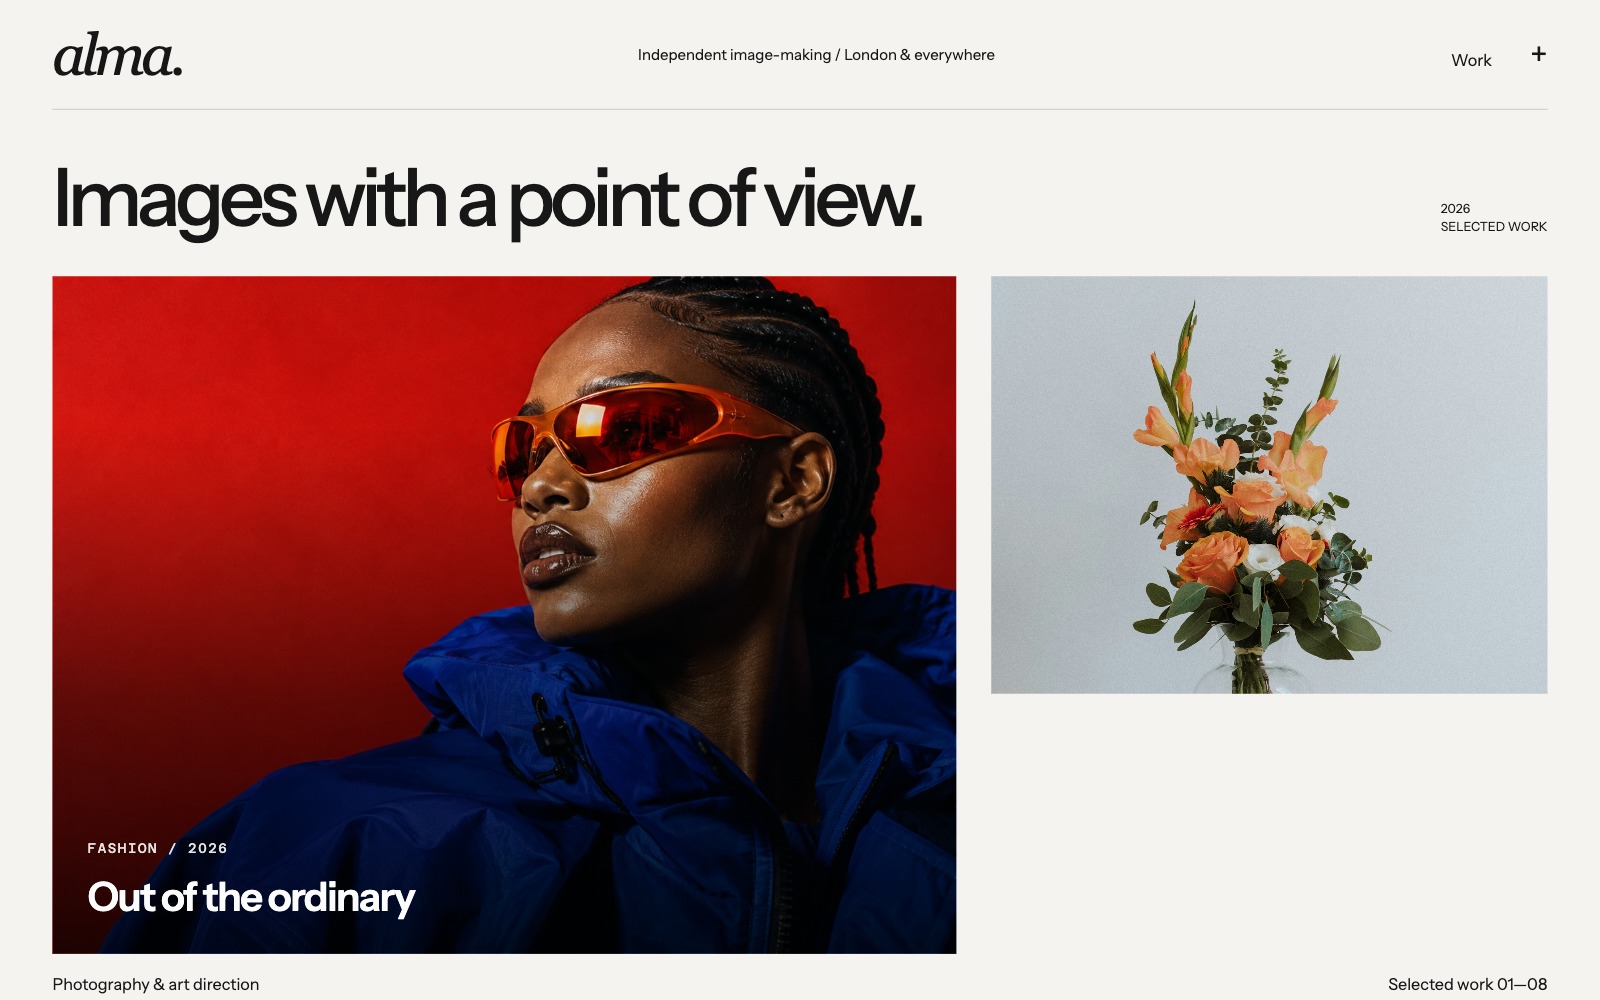 alma.
Independent image-making / London & everywhere
Work
+
Images with a point of view.
2026
SELECTED WORK
FASHION / 2026
Out of the ordinary
Photography & art direction
Selected work 01—08